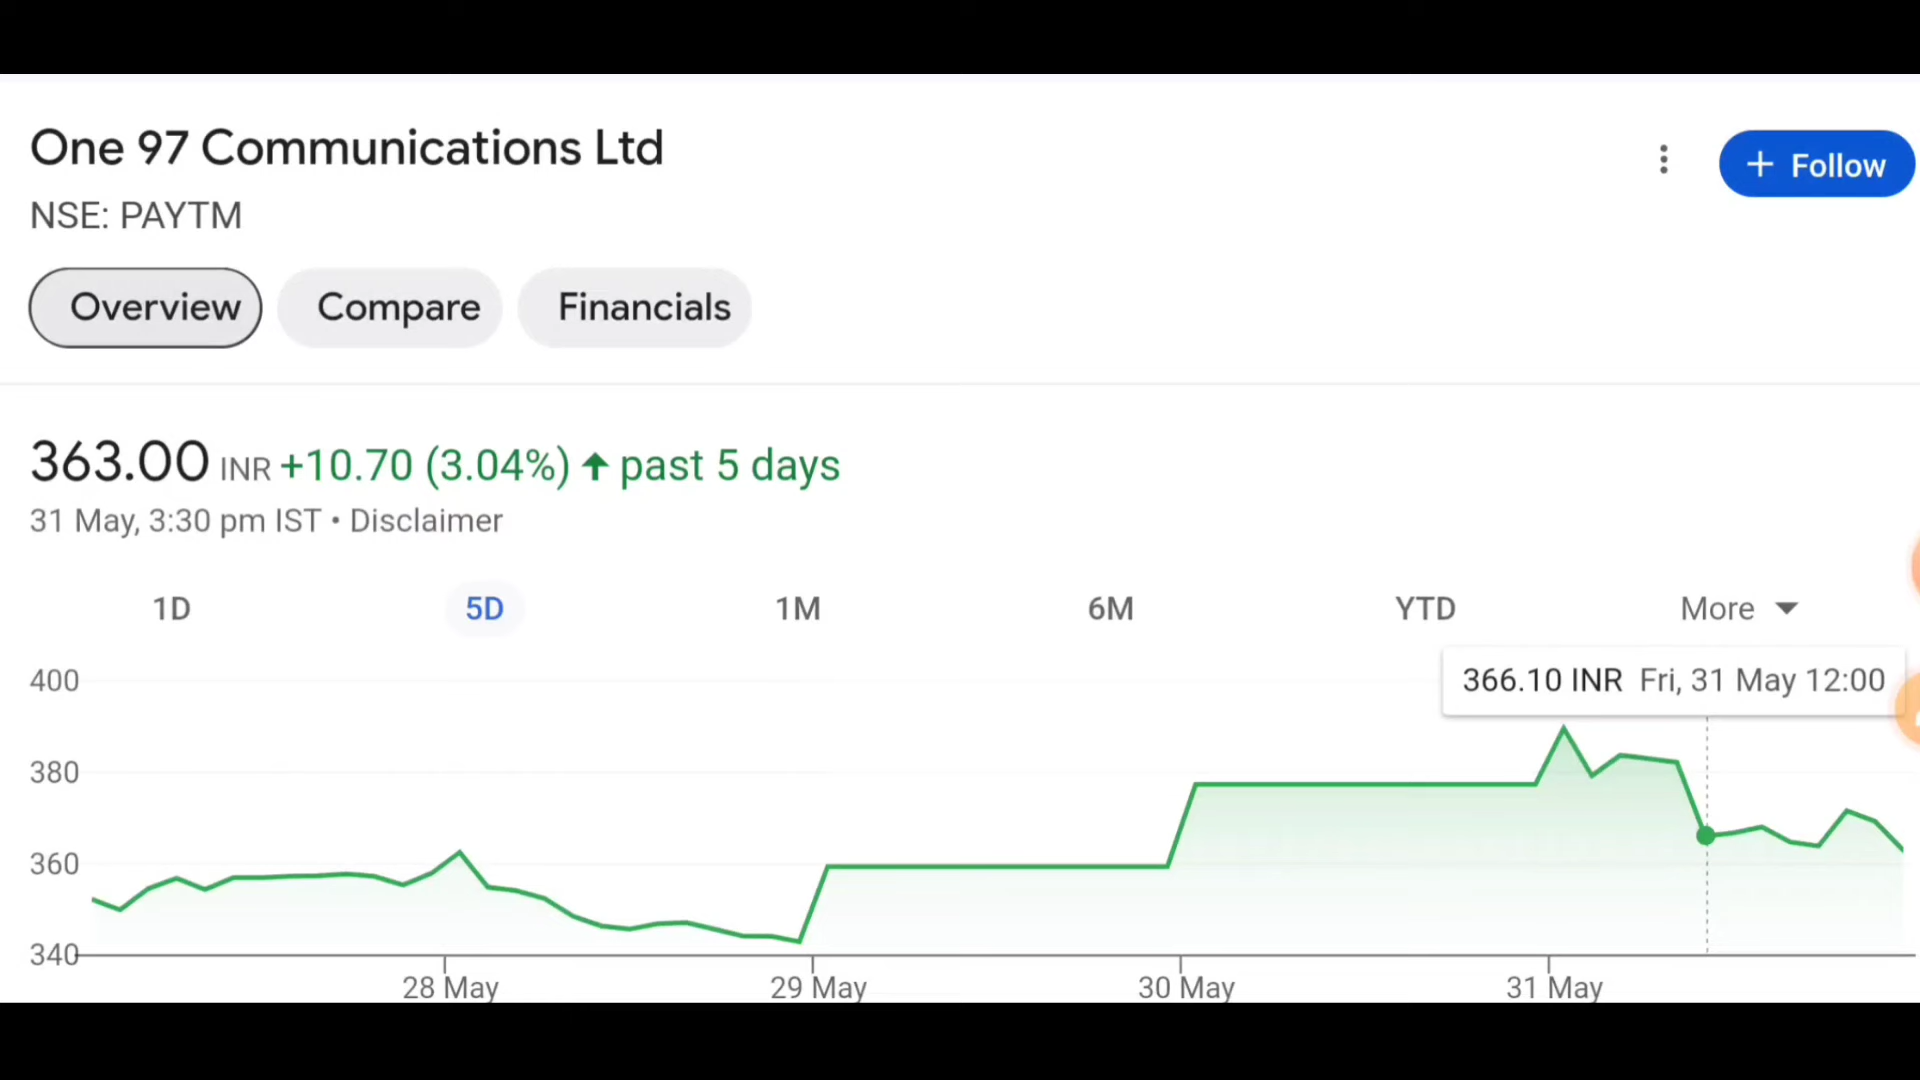 One 97 Communications Ltd
+ Follow
NSE: PAYTM
Overview Compare Financials
363.00 INR +10.70 (3.04%) ↑ past 5 days
31 May, 3:30 pm IST • Disclaimer
1D 5D 1M 6M YTD More
366.10 INR Fri, 31 May 12:00
400
380
360
340
28 May 29 May 30 May 31 May